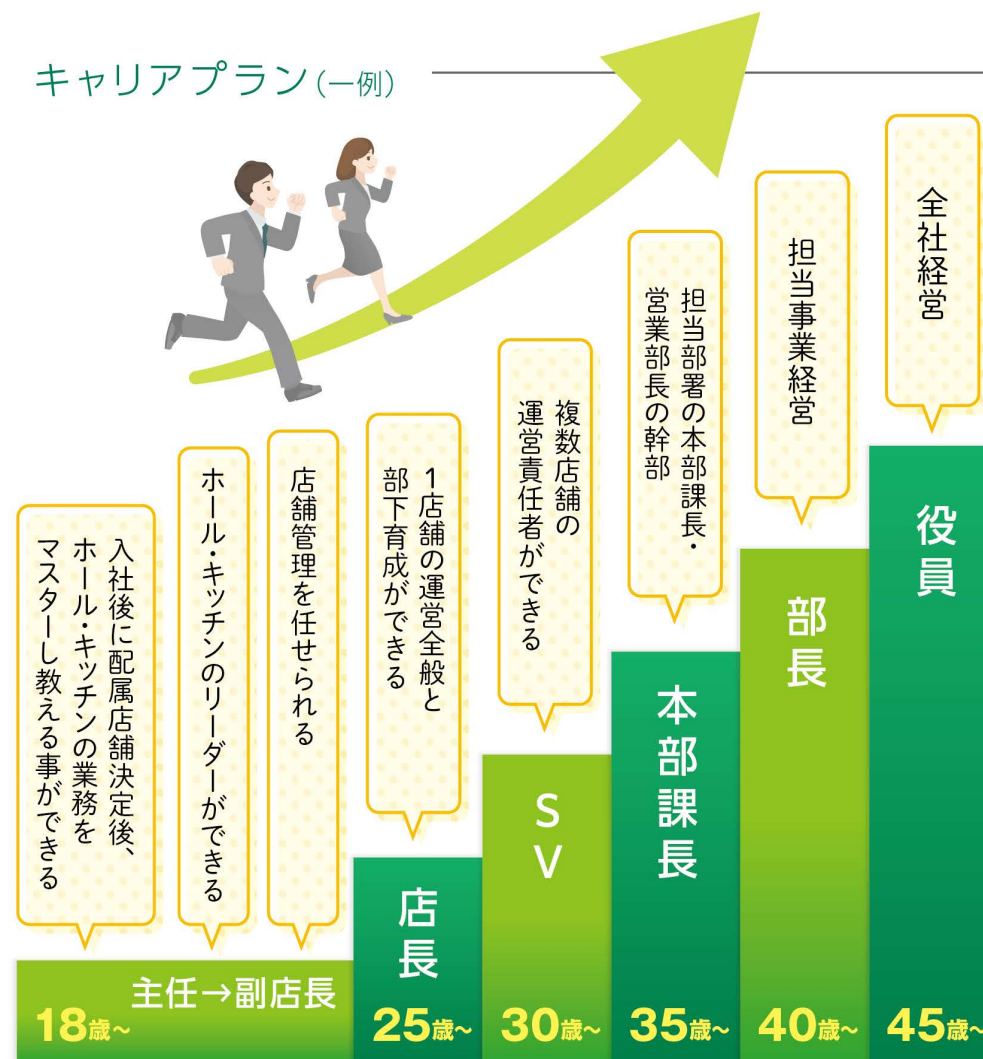 キャリアプラン(一例)
入社後に配属店舗決定後、
ホール・キッチンの業務を
マスターし教える事ができる
ホール・キッチンのリーダーができる
店舗管理を任せられる
1店舗の運営全般と
部下育成ができる
複数店舗の
運営責任者ができる
担当部署の本部課長・
営業部長の幹部
担当事業経営
全社経営
主任→副店長
18歳~
店長
25歳~
SV
30歳~
本部課長
35歳~
部長
40歳~
役員
45歳~